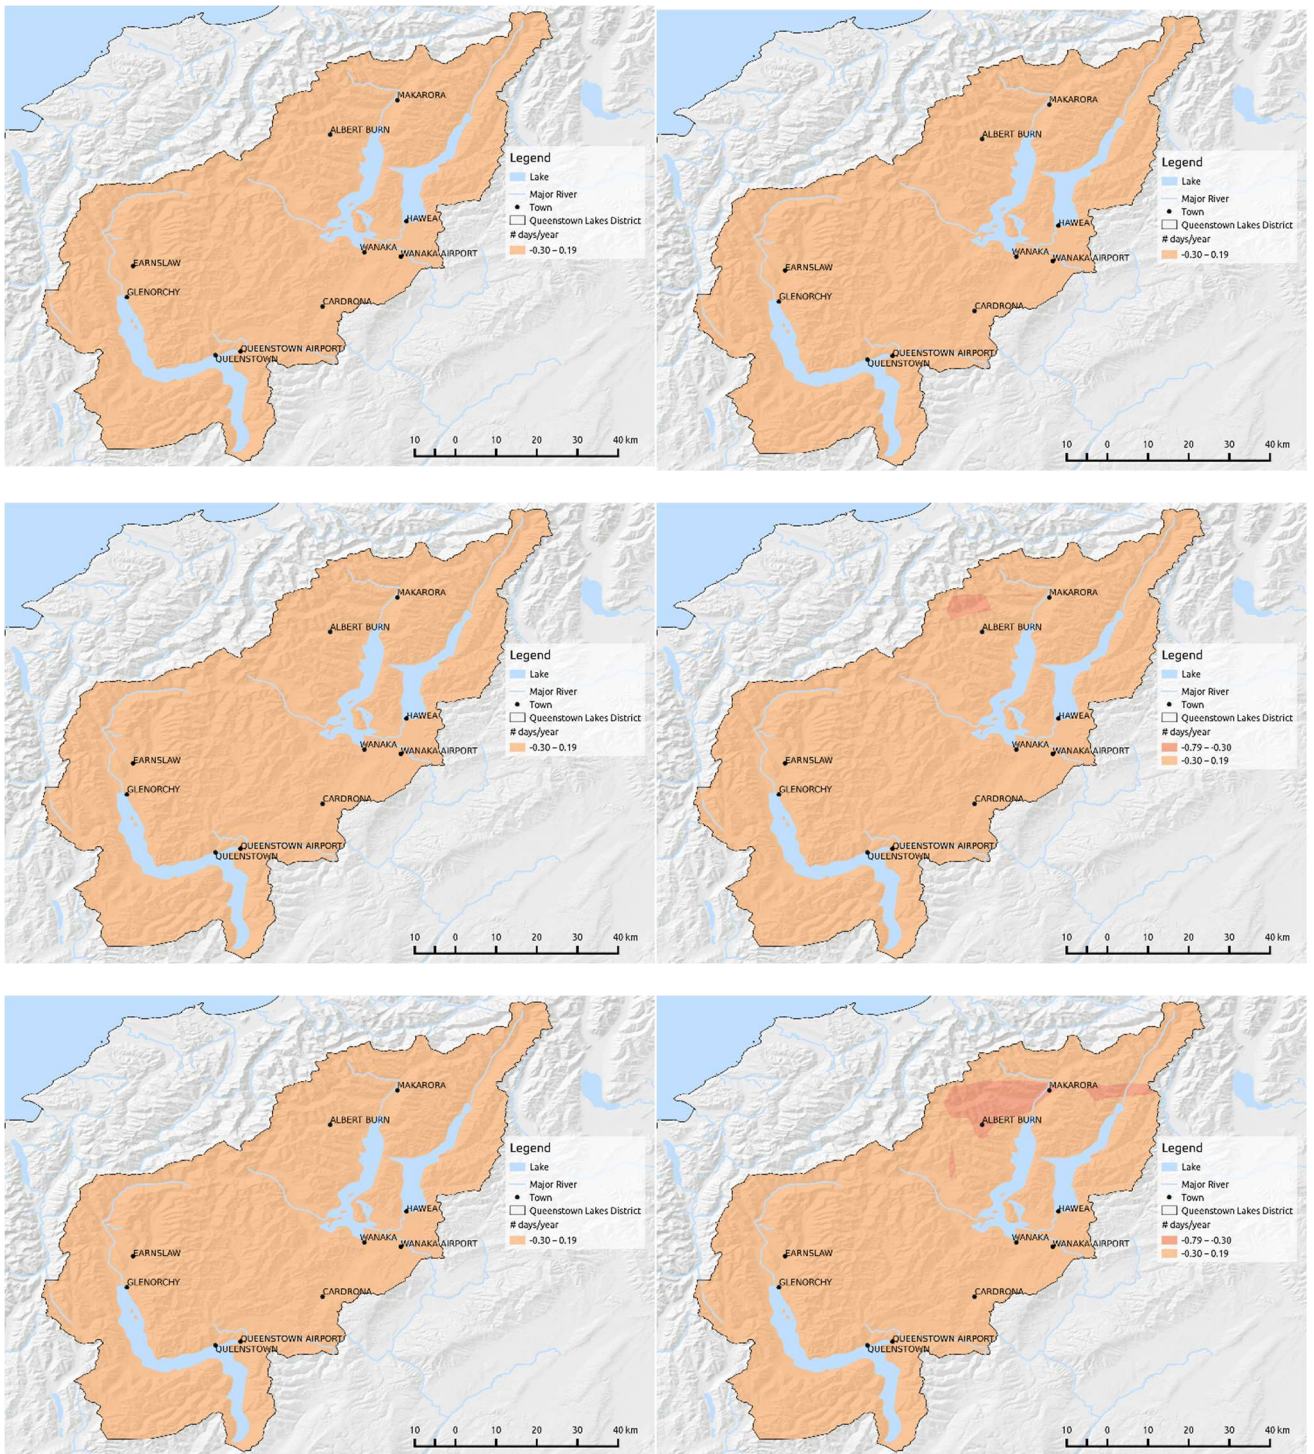 MAKARORA
ALBERT BURN
HAWEA
WANAKA
WANAKA AIRPORT
EARNSLAW
GLENORCHY
CARDRONA
QUEENSTOWN AIRPORT
QUEENSTOWN
Legend
Lake
Major River
Town
Queenstown Lakes District
# days/year
-0.30 – 0.19
10 0 10 20 30 40 km
MAKARORA
ALBERT BURN
HAWEA
WANAKA
WANAKA AIRPORT
EARNSLAW
GLENORCHY
CARDRONA
QUEENSTOWN AIRPORT
QUEENSTOWN
Legend
Lake
Major River
Town
Queenstown Lakes District
# days/year
-0.30 – 0.19
10 0 10 20 30 40 km
MAKARORA
ALBERT BURN
HAWEA
WANAKA
WANAKA AIRPORT
EARNSLAW
GLENORCHY
CARDRONA
QUEENSTOWN AIRPORT
QUEENSTOWN
Legend
Lake
Major River
Town
Queenstown Lakes District
# days/year
-0.30 – 0.19
10 0 10 20 30 40 km
MAKARORA
ALBERT BURN
HAWEA
WANAKA
WANAKA AIRPORT
EARNSLAW
GLENORCHY
CARDRONA
QUEENSTOWN AIRPORT
QUEENSTOWN
Legend
Lake
Major River
Town
Queenstown Lakes District
# days/year
-0.79 – -0.30
-0.30 – 0.19
10 0 10 20 30 40 km
MAKARORA
ALBERT BURN
HAWEA
WANAKA
WANAKA AIRPORT
EARNSLAW
GLENORCHY
CARDRONA
QUEENSTOWN AIRPORT
QUEENSTOWN
Legend
Lake
Major River
Town
Queenstown Lakes District
# days/year
-0.30 – 0.19
10 0 10 20 30 40 km
MAKARORA
ALBERT BURN
HAWEA
WANAKA
WANAKA AIRPORT
EARNSLAW
GLENORCHY
CARDRONA
QUEENSTOWN AIRPORT
QUEENSTOWN
Legend
Lake
Major River
Town
Queenstown Lakes District
# days/year
-0.79 – -0.30
-0.30 – 0.19
10 0 10 20 30 40 km